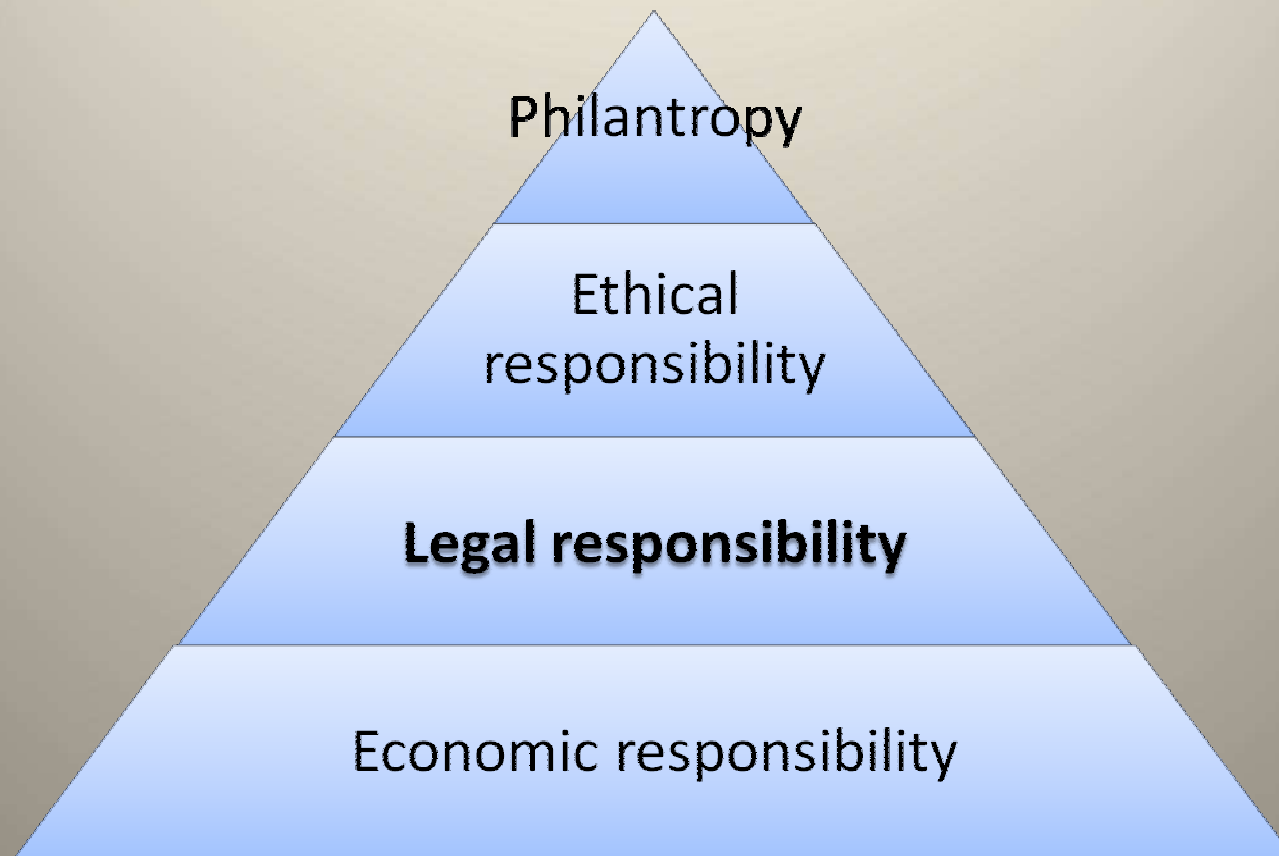 Philantropy
Ethical
responsibility
Legal responsibility
Economic responsibility